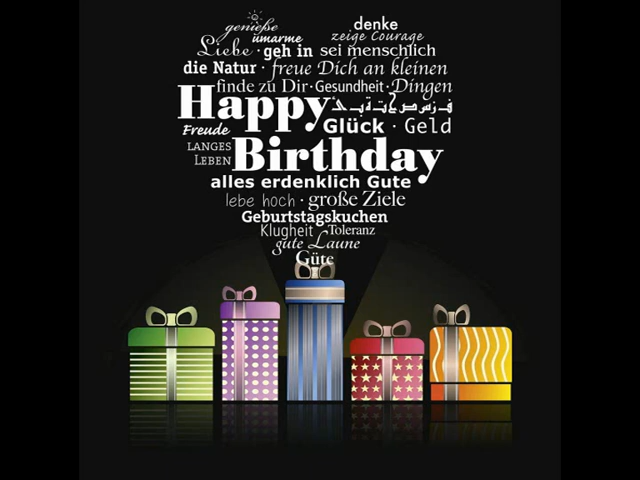 genieße denke
umarme zeige Courage
Liebe · geh in sei menschlich
die Natur · freue Dich an kleinen
finde zu Dir · Gesundheit · Dingen
Happy
Freude Glück · Geld
LANGES
LEBEN Birthday
alles erdenklich Gute
lebe hoch · große Ziele
Geburtstagskuchen
Klugheit Toleranz
gute Laune
Güte